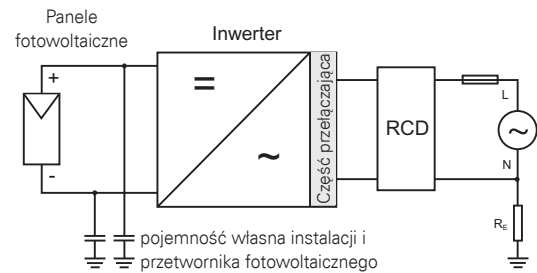 Panele
fotowoltaiczne
Inwerter
+
-
=
~
Część przełączająca
RCD
L
~
N
RE
pojemność własna instalacji i
przetwornika fotowoltaicznego